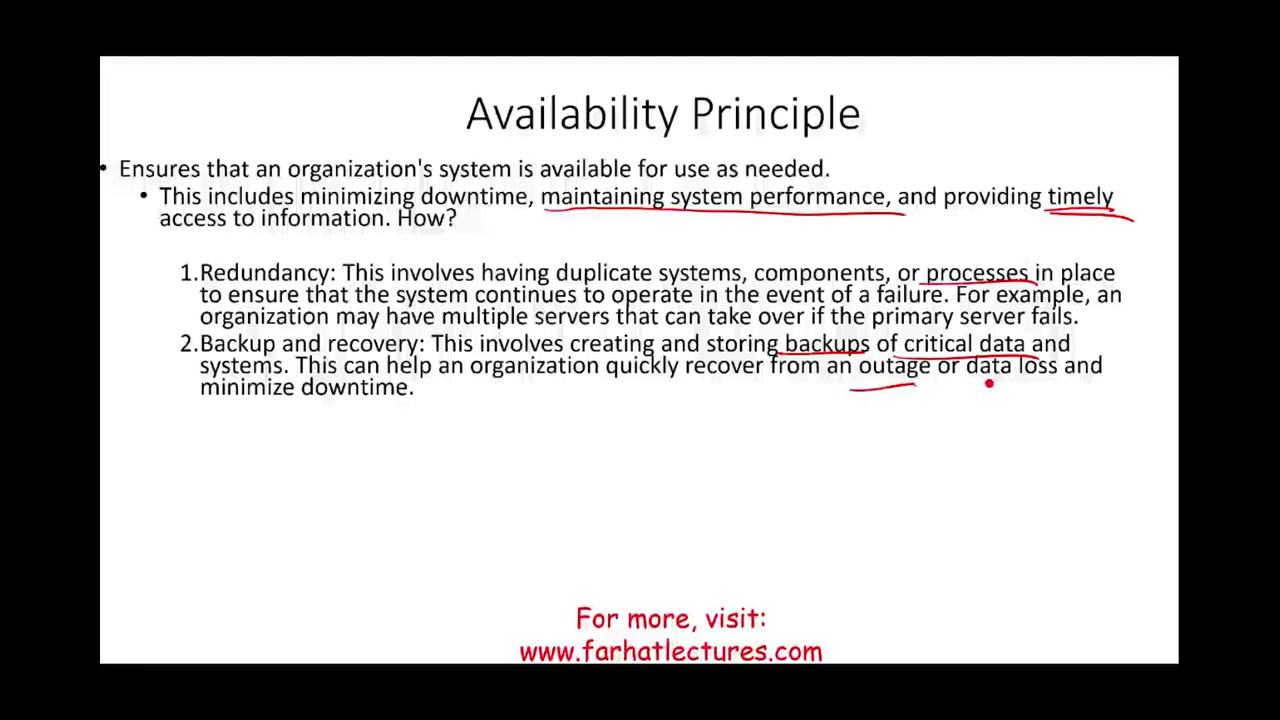 Availability Principle
• Ensures that an organization's system is available for use as needed.
• This includes minimizing downtime, maintaining system performance, and providing timely
access to information. How?
1.Redundancy: This involves having duplicate systems, components, or processes in place
to ensure that the system continues to operate in the event of a failure. For example, an
organization may have multiple servers that can take over if the primary server fails.
2.Backup and recovery: This involves creating and storing backups of critical data and
systems. This can help an organization quickly recover from an outage or data loss and
minimize downtime.
For more, visit:
www.farhatlectures.com